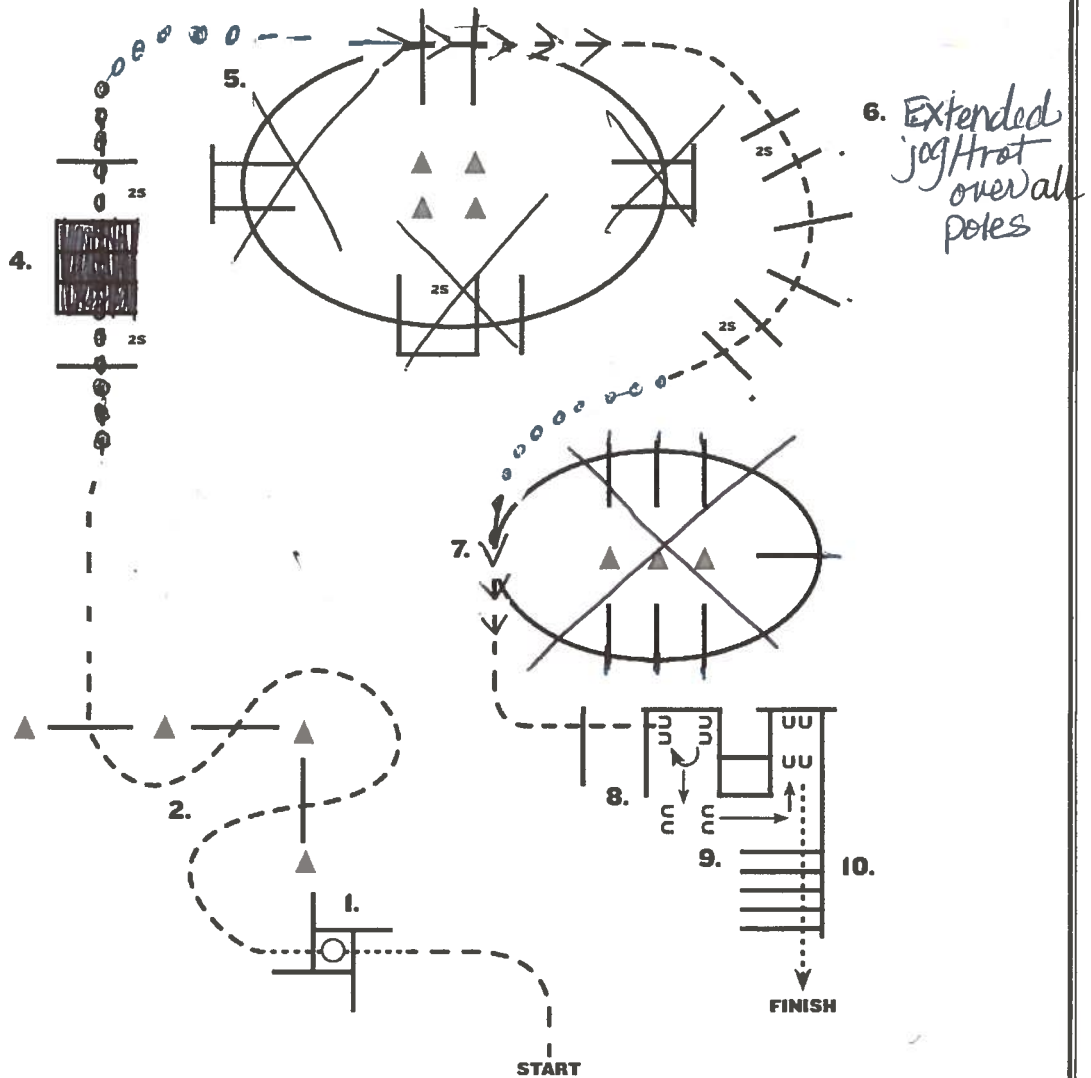 5.
6. Extended
jog/trot
over all
poles
2S
2S
4.
2S
2S
2S
7.
2.
8.
9.
10.
1.
FINISH
START